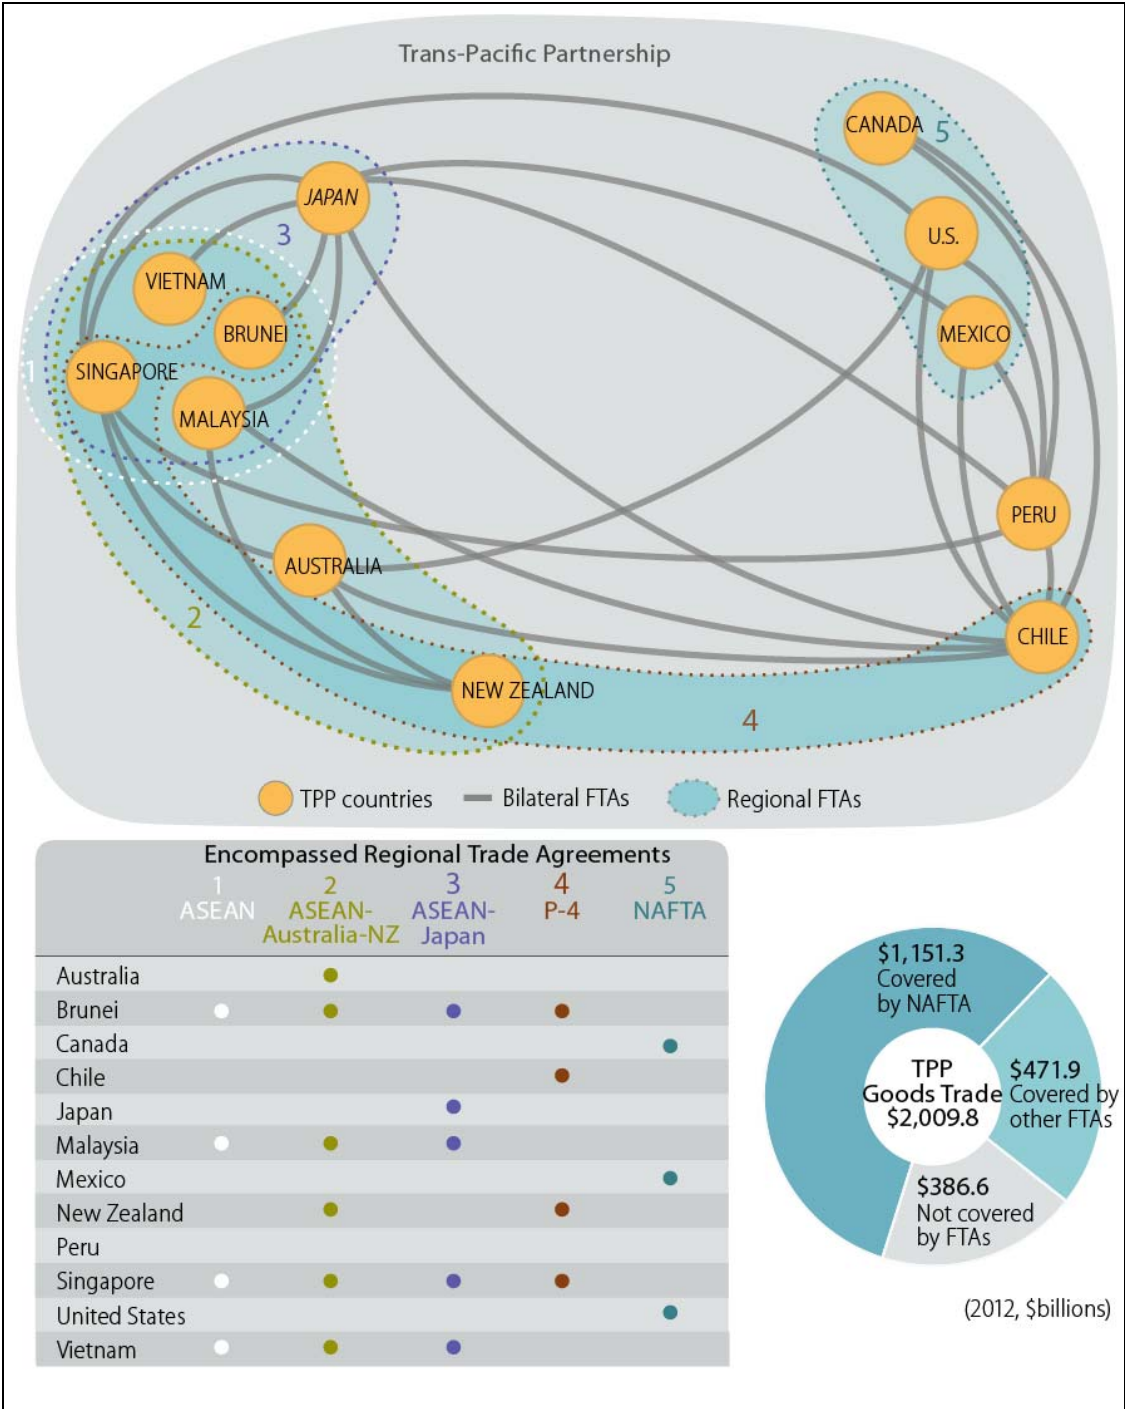 Trans-Pacific Partnership
CANADA
5
JAPAN
U.S.
3
VIETNAM
BRUNEI
MEXICO
1
SINGAPORE
MALAYSIA
PERU
AUSTRALIA
2
CHILE
NEW ZEALAND
4
TPP countries
Bilateral FTAs
Regional FTAs
Encompassed Regional Trade Agreements
1
ASEAN
2
ASEAN-
Australia-NZ
3
ASEAN-
Japan
4
P-4
5
NAFTA
Australia
Brunei
Canada
Chile
Japan
Malaysia
Mexico
New Zealand
Peru
Singapore
United States
Vietnam
$1,151.3
Covered
by NAFTA
TPP
Goods Trade
$2,009.8
$471.9
Covered by
other FTAs
$386.6
Not covered
by FTAs
(2012, $billions)